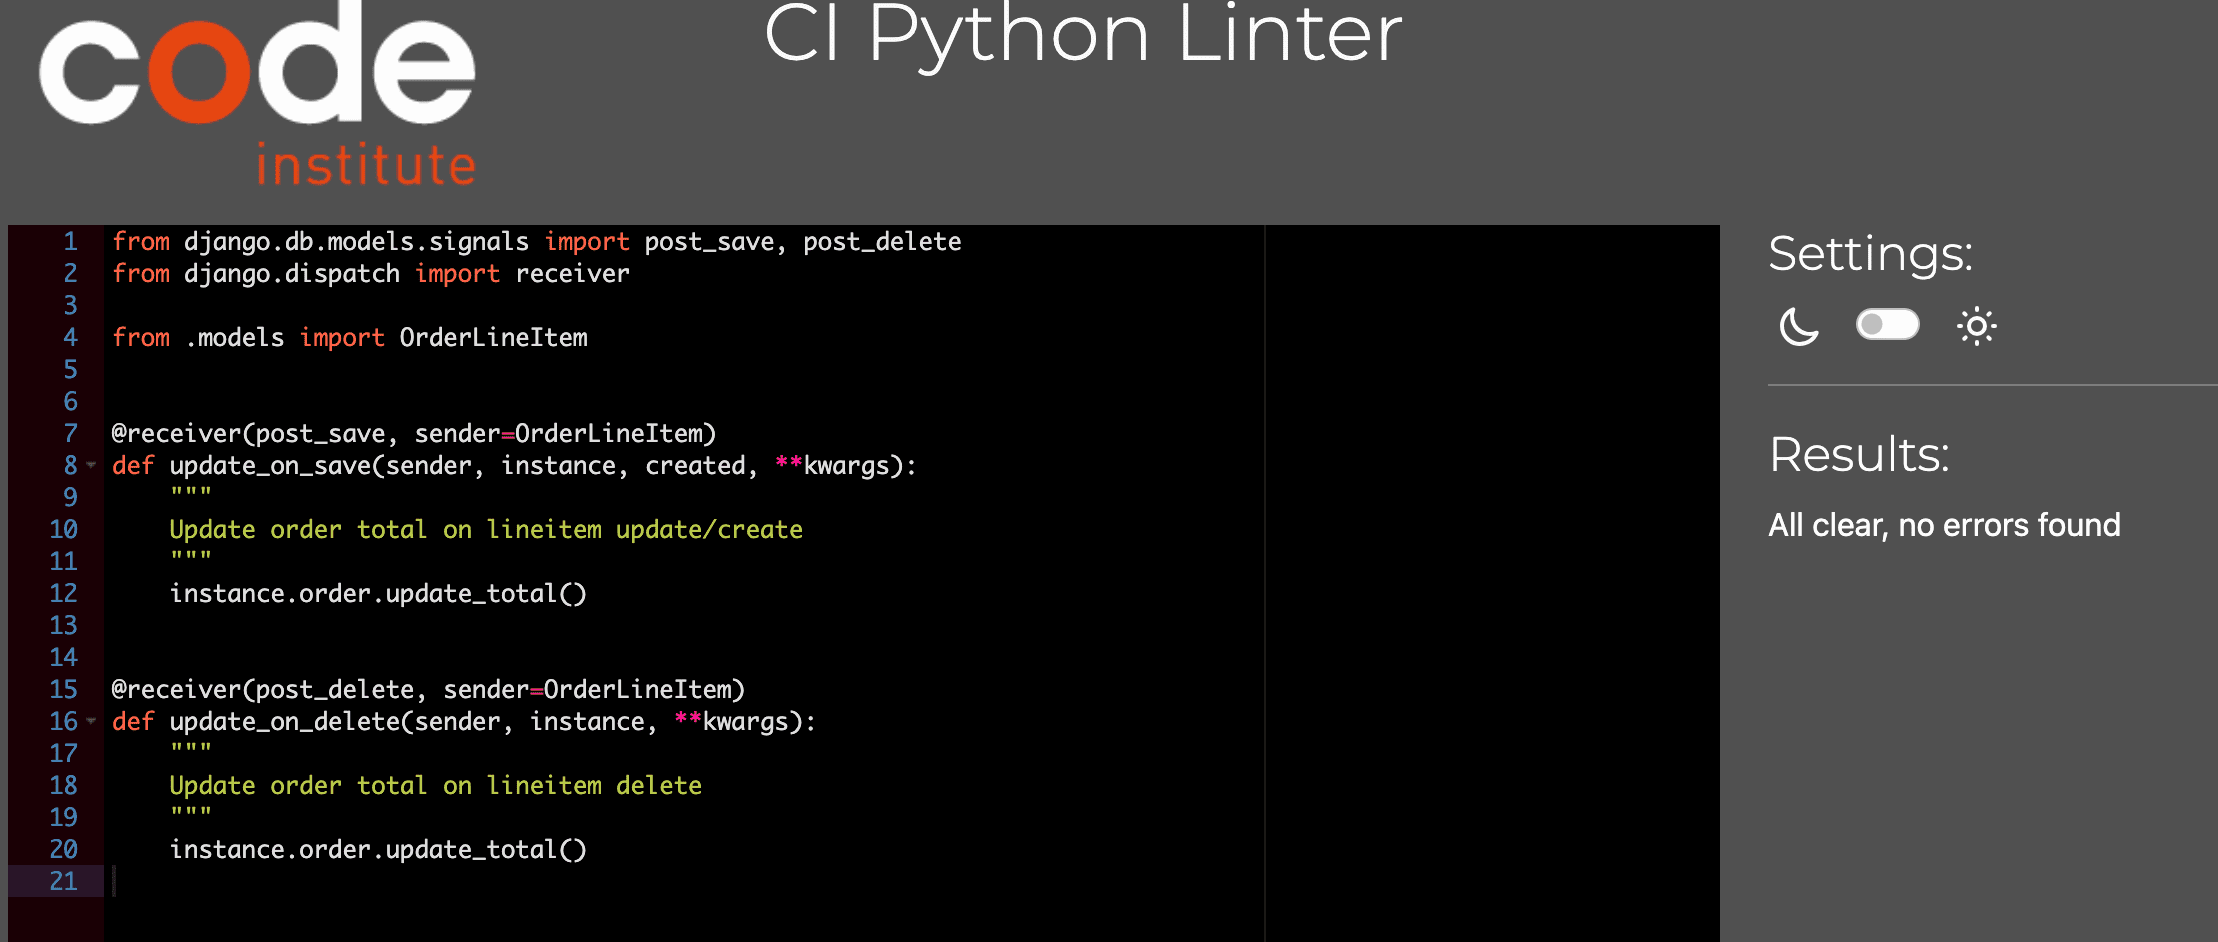 code
institute
CI Python Linter
1 from django.db.models.signals import post_save, post_delete
2 from django.dispatch import receiver
3
4 from .models import OrderLineItem
5
6
7 @receiver(post_save, sender=OrderLineItem)
8 def update_on_save(sender, instance, created, **kwargs):
9     """
10     Update order total on lineitem update/create
11     """
12     instance.order.update_total()
13
14
15 @receiver(post_delete, sender=OrderLineItem)
16 def update_on_delete(sender, instance, **kwargs):
17     """
18     Update order total on lineitem delete
19     """
20     instance.order.update_total()
21
Settings:
Results:
All clear, no errors found